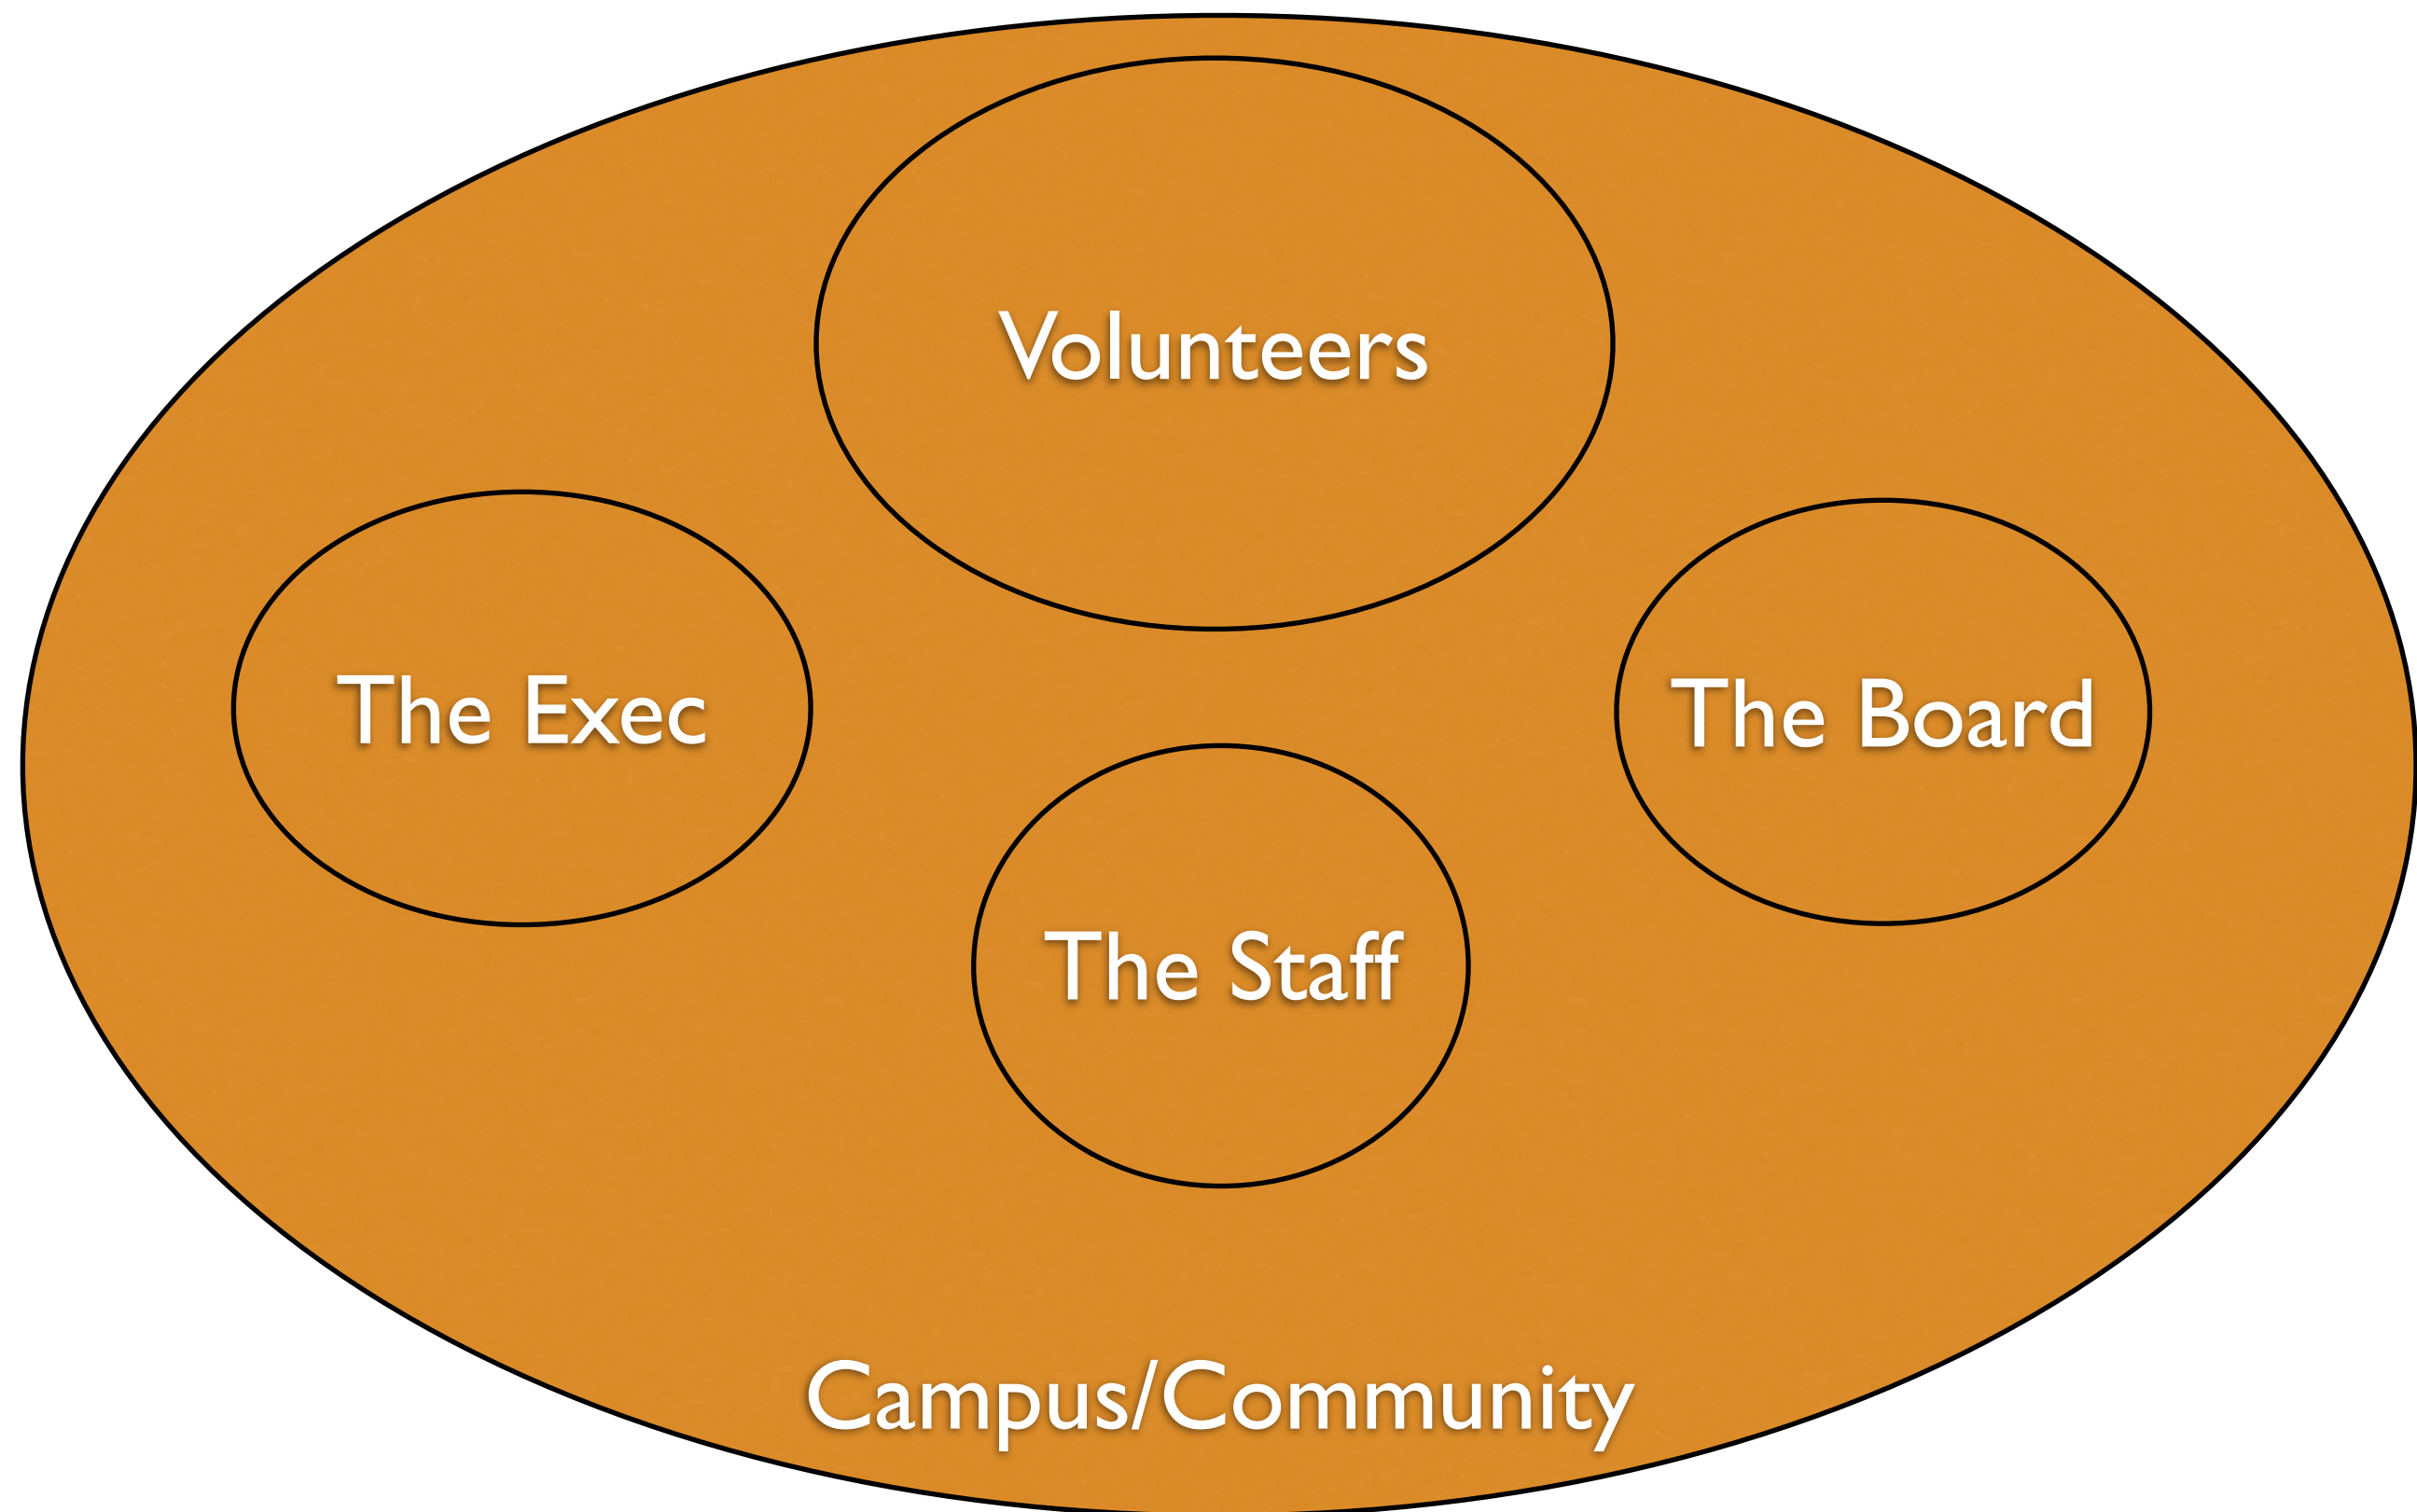 Volunteers
The Exec
The Board
The Staff
Campus/Community